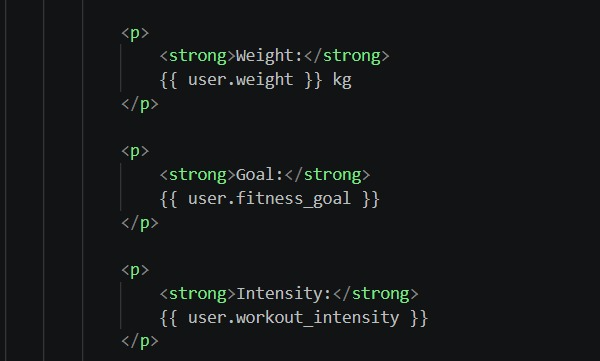 <p>
<strong>Weight:</strong>
{{ user.weight }} kg
</p>
<p>
<strong>Goal:</strong>
{{ user.fitness_goal }}
</p>
<p>
<strong>Intensity:</strong>
{{ user.workout_intensity }}
</p>